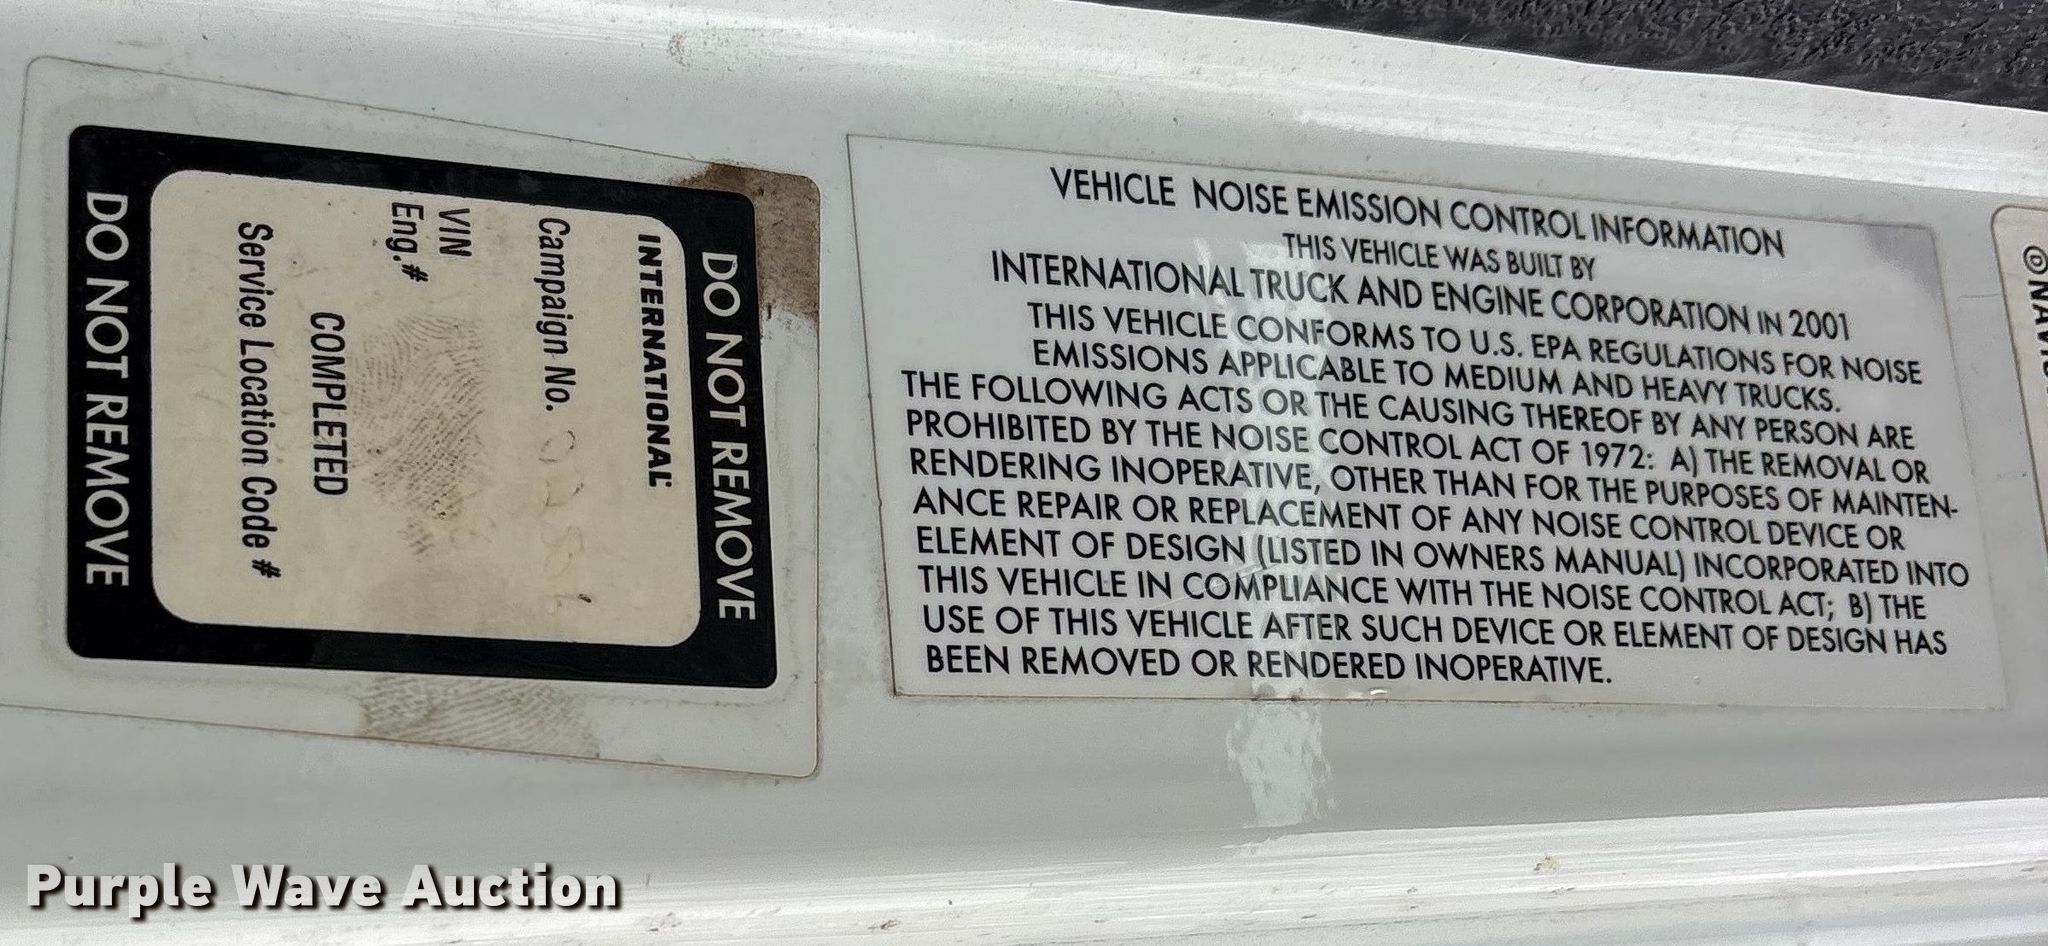 DO NOT REMOVE
INTERNATIONAL
Campaign No.
VIN
Eng.#
COMPLETED
Service Location Code #
DO NOT REMOVE
VEHICLE NOISE EMISSION CONTROL INFORMATION
THIS VEHICLE WAS BUILT BY
INTERNATIONAL TRUCK AND ENGINE CORPORATION IN 2001
THIS VEHICLE CONFORMS TO U.S. EPA REGULATIONS FOR NOISE
EMISSIONS APPLICABLE TO MEDIUM AND HEAVY TRUCKS.
THE FOLLOWING ACTS OR THE CAUSING THEREOF BY ANY PERSON ARE
PROHIBITED BY THE NOISE CONTROL ACT OF 1972: A) THE REMOVAL OR
RENDERING INOPERATIVE, OTHER THAN FOR THE PURPOSES OF MAINTEN-
ANCE REPAIR OR REPLACEMENT OF ANY NOISE CONTROL DEVICE OR
ELEMENT OF DESIGN (LISTED IN OWNERS MANUAL) INCORPORATED INTO
THIS VEHICLE IN COMPLIANCE WITH THE NOISE CONTROL ACT; B) THE
USE OF THIS VEHICLE AFTER SUCH DEVICE OR ELEMENT OF DESIGN HAS
BEEN REMOVED OR RENDERED INOPERATIVE.
Purple Wave Auction